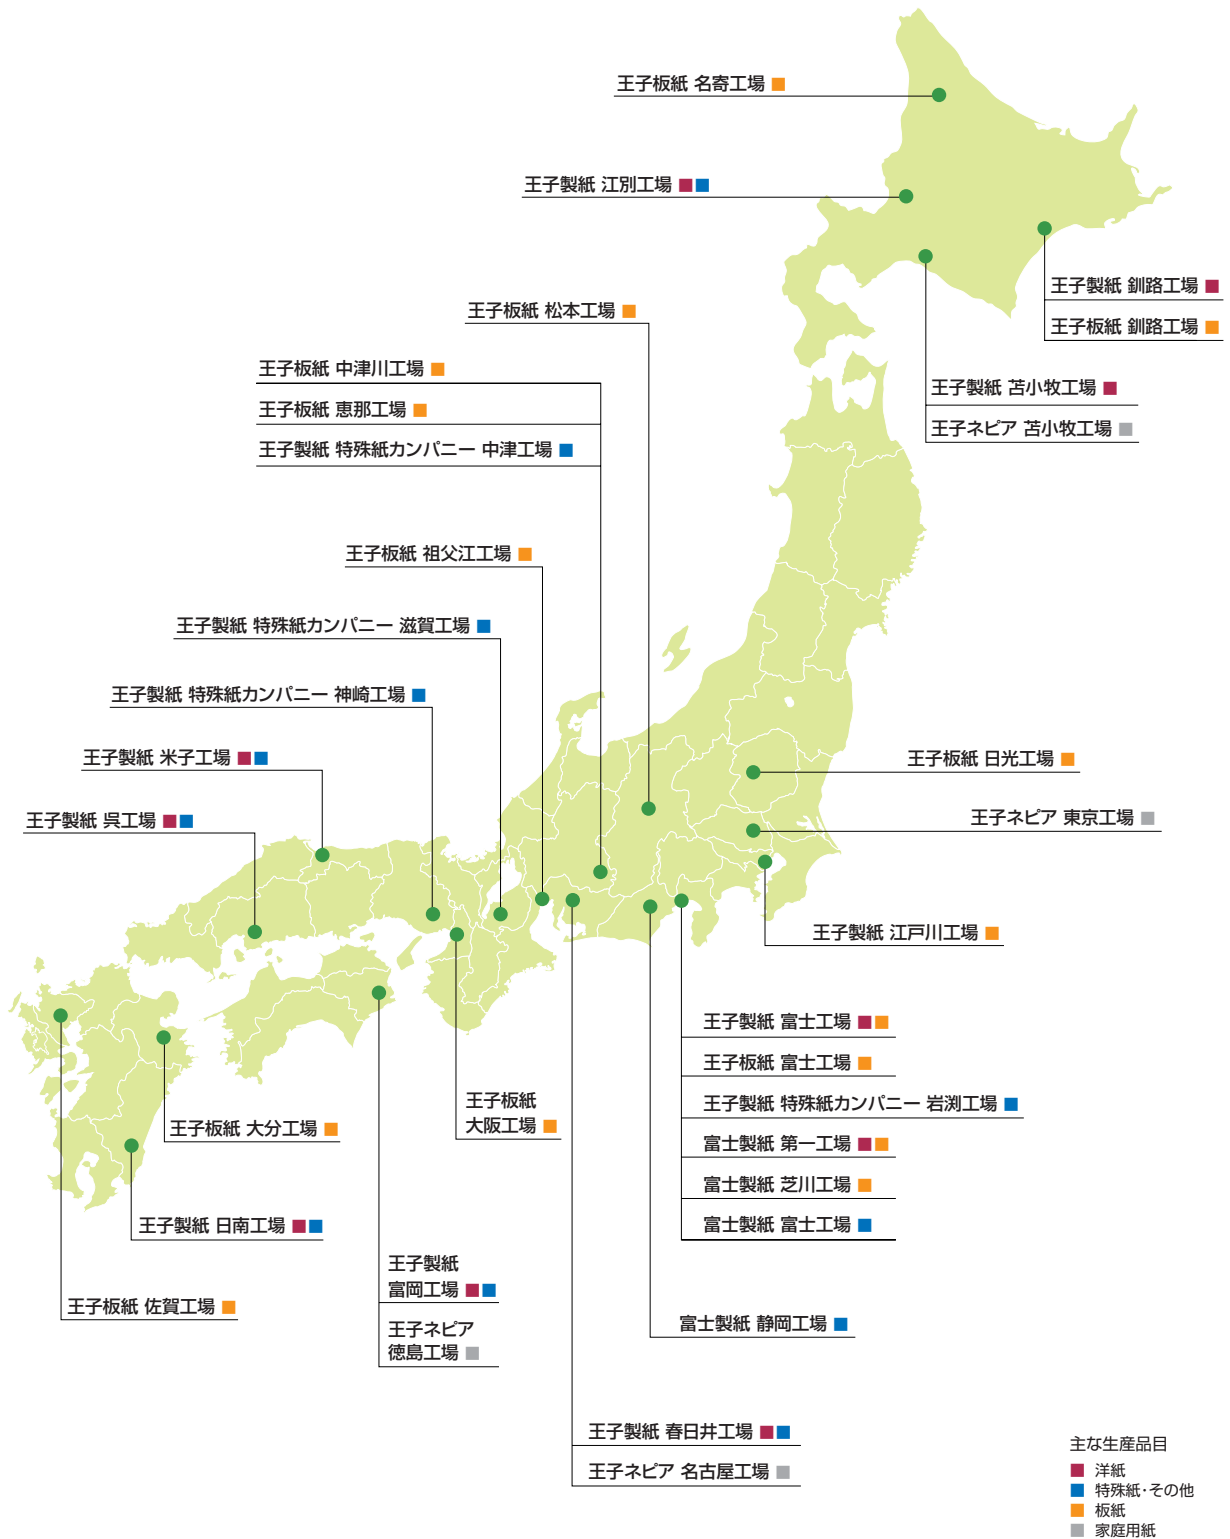 王子板紙 名寄工場
王子製紙 江別工場
王子製紙 釧路工場
王子板紙 釧路工場
王子板紙 松本工場
王子板紙 中津川工場
王子製紙 苫小牧工場
王子板紙 恵那工場
王子ネピア 苫小牧工場
王子製紙 特殊紙カンパニー 中津工場
王子板紙 祖父江工場
王子製紙 特殊紙カンパニー 滋賀工場
王子製紙 特殊紙カンパニー 神崎工場
王子製紙 米子工場
王子板紙 日光工場
王子製紙 呉工場
王子ネピア 東京工場
王子製紙 江戸川工場
王子製紙 富士工場
王子板紙 富士工場
王子製紙 特殊紙カンパニー 岩渕工場
富士製紙 第一工場
富士製紙 芝川工場
富士製紙 富士工場
王子板紙
大阪工場
王子板紙 大分工場
王子製紙 日南工場
王子製紙
富岡工場
王子板紙 佐賀工場
王子ネピア
徳島工場
富士製紙 静岡工場
王子製紙 春日井工場
王子ネピア 名古屋工場
主な生産品目
洋紙
特殊紙・その他
板紙
家庭用紙